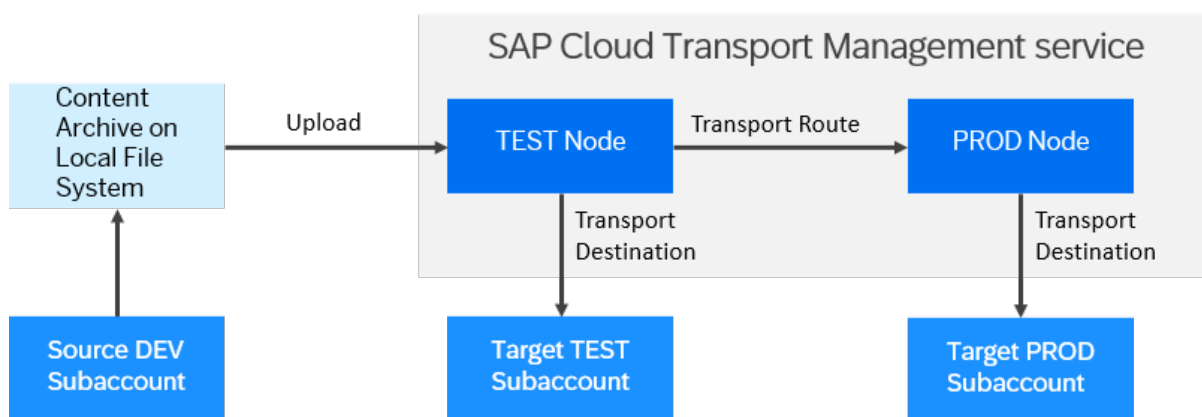 SAP Cloud Transport Management service
Content
Archive on
Local File
System
Upload
TEST Node
Transport Route
PROD Node
Transport
Destination
Transport
Destination
Source DEV
Subaccount
Target TEST
Subaccount
Target PROD
Subaccount